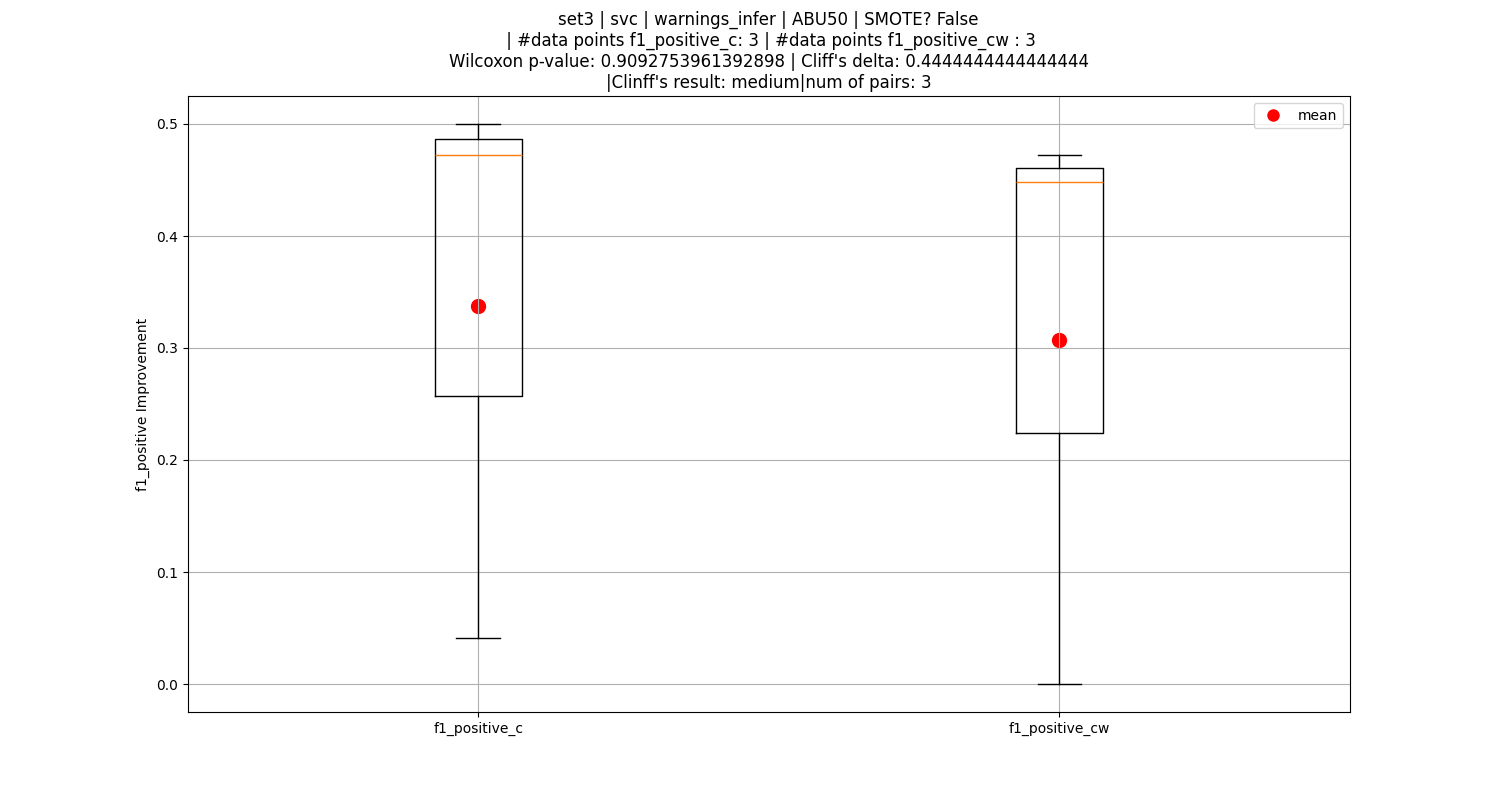 set3 | svc | warnings_infer | ABU50 | SMOTE? False
| #data points f1_positive_c: 3 | #data points f1_positive_cw : 3
Wilcoxon p-value: 0.9092753961392898 | Cliff's delta: 0.4444444444444444
|Clinff's result: medium|num of pairs: 3
mean
0.5
0.4
0.3
0.2
0.1
0.0
f1_positive Improvement
f1_positive_c
f1_positive_cw